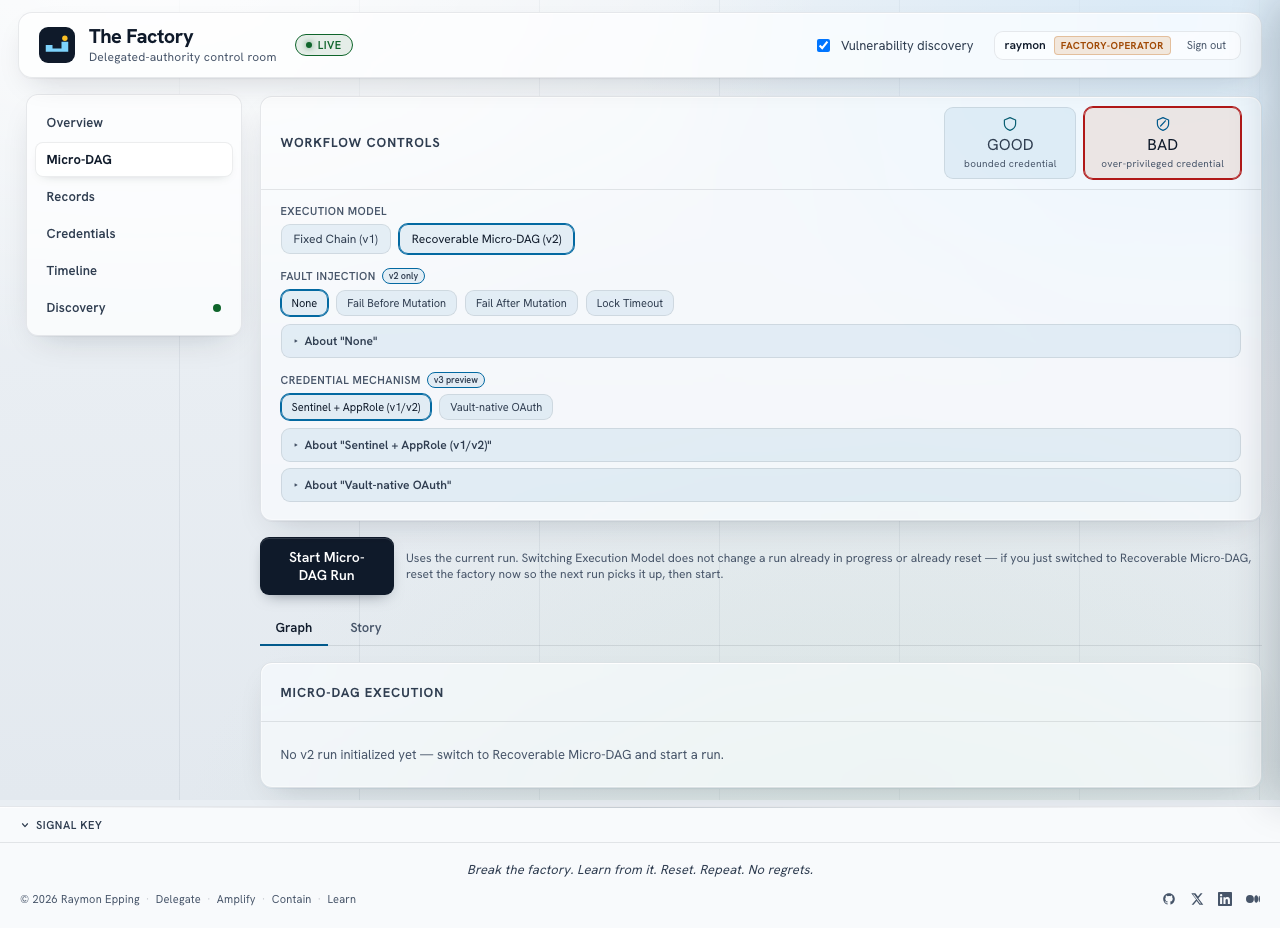 The Factory
Delegated-authority control room
LIVE
Vulnerability discovery
raymon
FACTORY-OPERATOR
Sign out
Overview
Micro-DAG
Records
Credentials
Timeline
Discovery
WORKFLOW CONTROLS
GOOD
bounded credential
BAD
over-privileged credential
EXECUTION MODEL
Fixed Chain (v1)
Recoverable Micro-DAG (v2)
FAULT INJECTION
v2 only
None
Fail Before Mutation
Fail After Mutation
Lock Timeout
About "None"
CREDENTIAL MECHANISM
v3 preview
Sentinel + AppRole (v1/v2)
Vault-native OAuth
About "Sentinel + AppRole (v1/v2)"
About "Vault-native OAuth"
Start Micro-
DAG Run
Uses the current run. Switching Execution Model does not change a run already in progress or already reset — if you just switched to Recoverable Micro-DAG,
reset the factory now so the next run picks it up, then start.
Graph
Story
MICRO-DAG EXECUTION
No v2 run initialized yet — switch to Recoverable Micro-DAG and start a run.
SIGNAL KEY
Break the factory. Learn from it. Reset. Repeat. No regrets.
© 2026 Raymon Epping · Delegate · Amplify · Contain · Learn